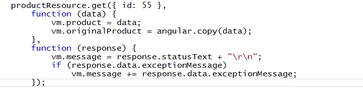 productResource.get({ id: 55 },
    function (data) {
        vm.product = data;
        vm.originalProduct = angular.copy(data);
    },
    function (response) {
        vm.message = response.statusText + "\r\n";
        if (response.data.exceptionMessage)
            vm.message += response.data.exceptionMessage;
    });